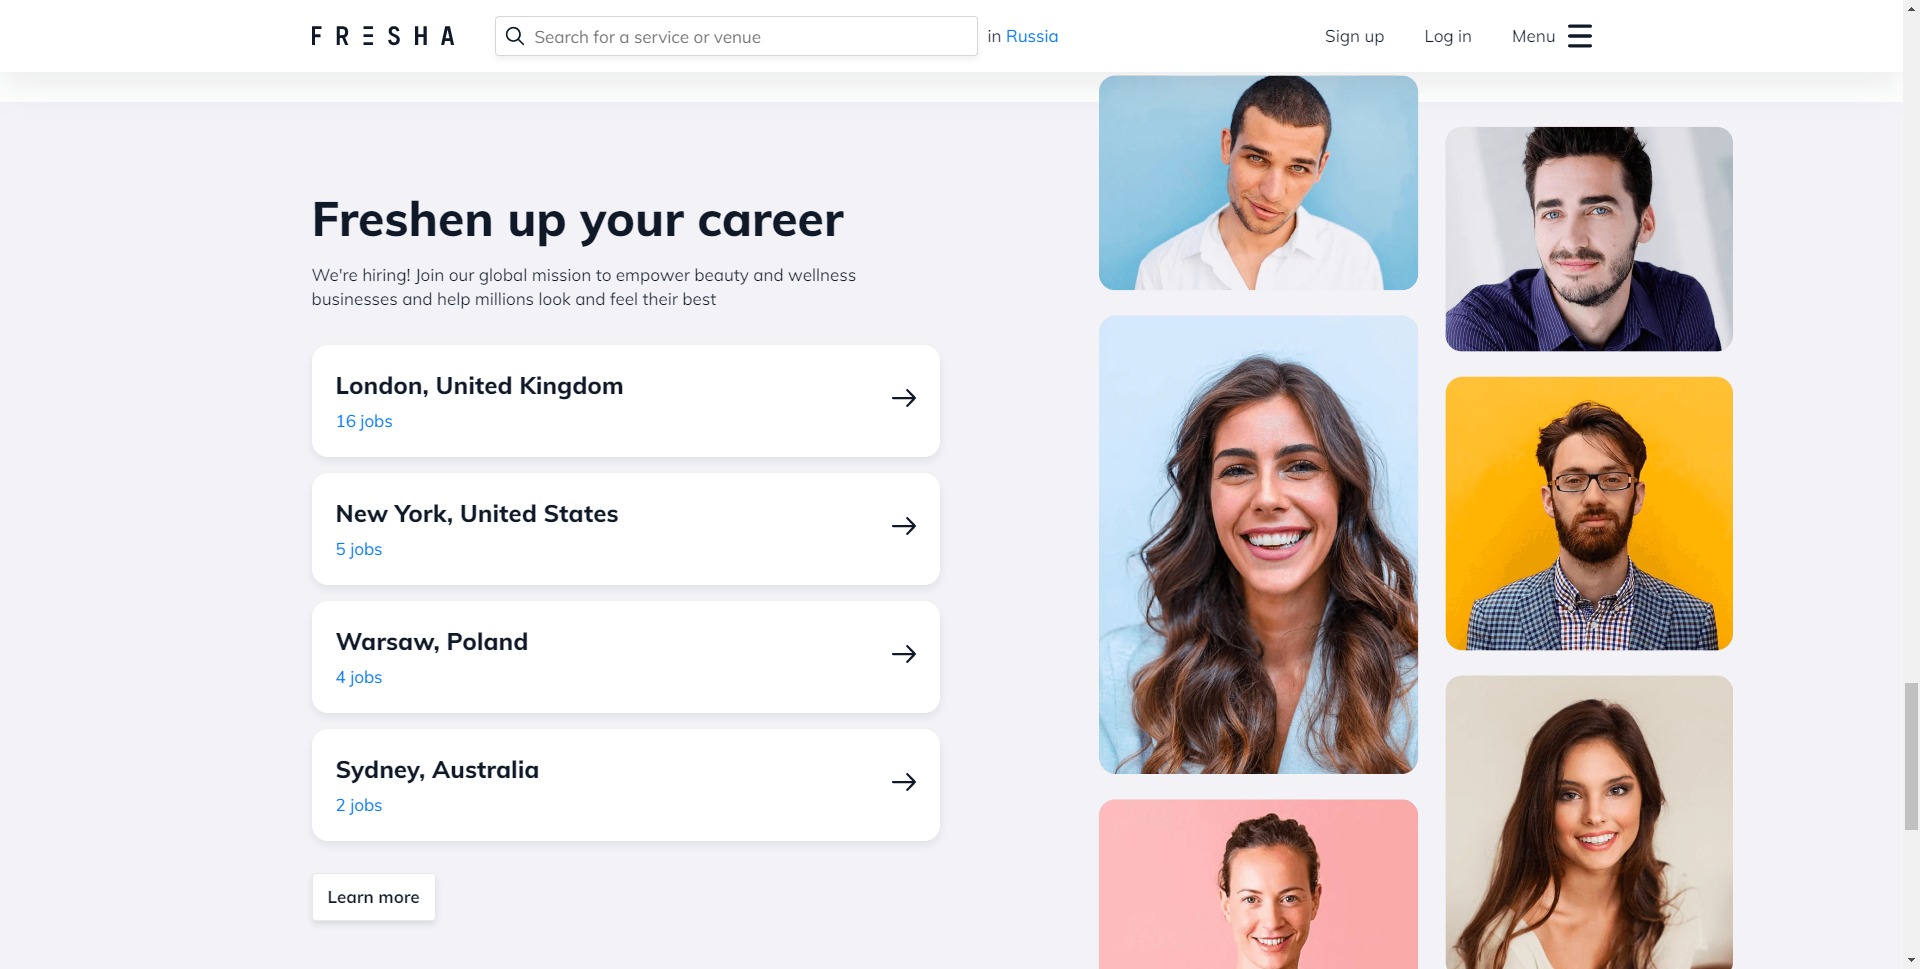 FRESHA
Search for a service or venue
in Russia
Sign up
Log in
Menu
Freshen up your career
We're hiring! Join our global mission to empower beauty and wellness
businesses and help millions look and feel their best
London, United Kingdom
16 jobs
New York, United States
5 jobs
Warsaw, Poland
4 jobs
Sydney, Australia
2 jobs
Learn more